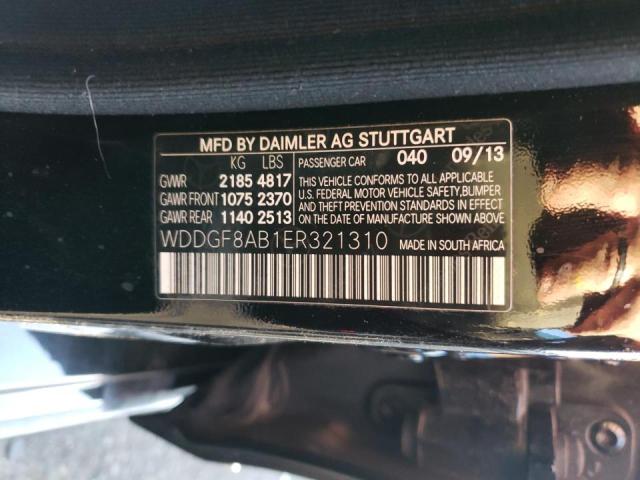 MFD BY DAIMLER AG STUTTGART
KG LBS PASSENGER CAR 040 09/13
GVWR 2185 4817
GAWR FRONT 1075 2370
GAWR REAR 1140 2513
THIS VEHICLE CONFORMS TO ALL APPLICABLE
U.S. FEDERAL MOTOR VEHICLE SAFETY, BUMPER
AND THEFT PREVENTION STANDARDS IN EFFECT
ON THE DATE OF MANUFACTURE SHOWN ABOVE.
WDDGF8AB1ER321310 MADE IN SOUTH AFRICA